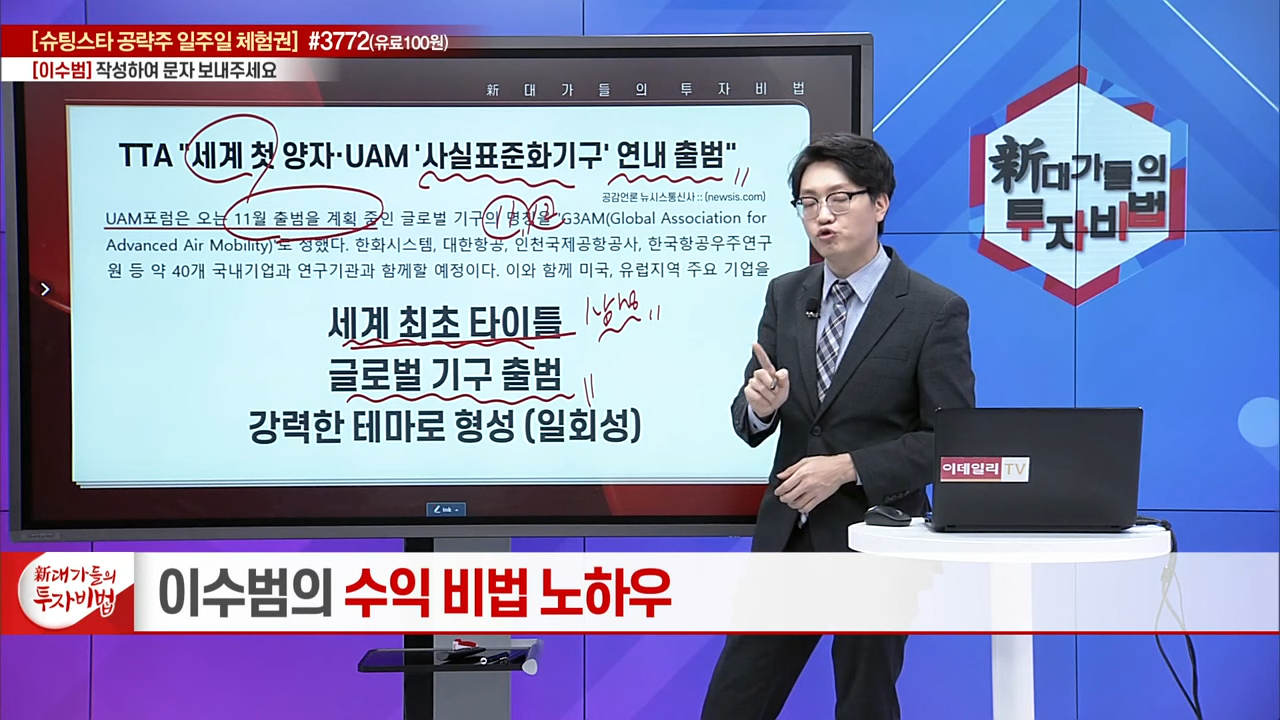 [슈팅스타 공략주 일주일 체험권] #3772(유료100원)
[이수범] 작성하여 문자 보내주세요
新 대 가 들 의 투 자 비 법
TTA "세계 첫 양자·UAM '사실표준화기구' 연내 출범"
공감언론 뉴시스통신사 :: (newsis.com)
UAM포럼은 오는 11월 출범을 계획 중인 글로벌 기구의 명칭을 'G3AM(Global Association for
Advanced Air Mobility)'로 정했다. 한화시스템, 대한항공, 인천국제공항공사, 한국항공우주연구
원 등 약 40개 국내기업과 연구기관과 함께할 예정이다. 이와 함께 미국, 유럽지역 주요 기업을
세계 최초 타이틀
글로벌 기구 출범
강력한 테마로 형성 (일회성)
Ink
新대가들의
투자비법
이데일리 TV
新대가들의
투자비법
이수범의 수익 비법 노하우